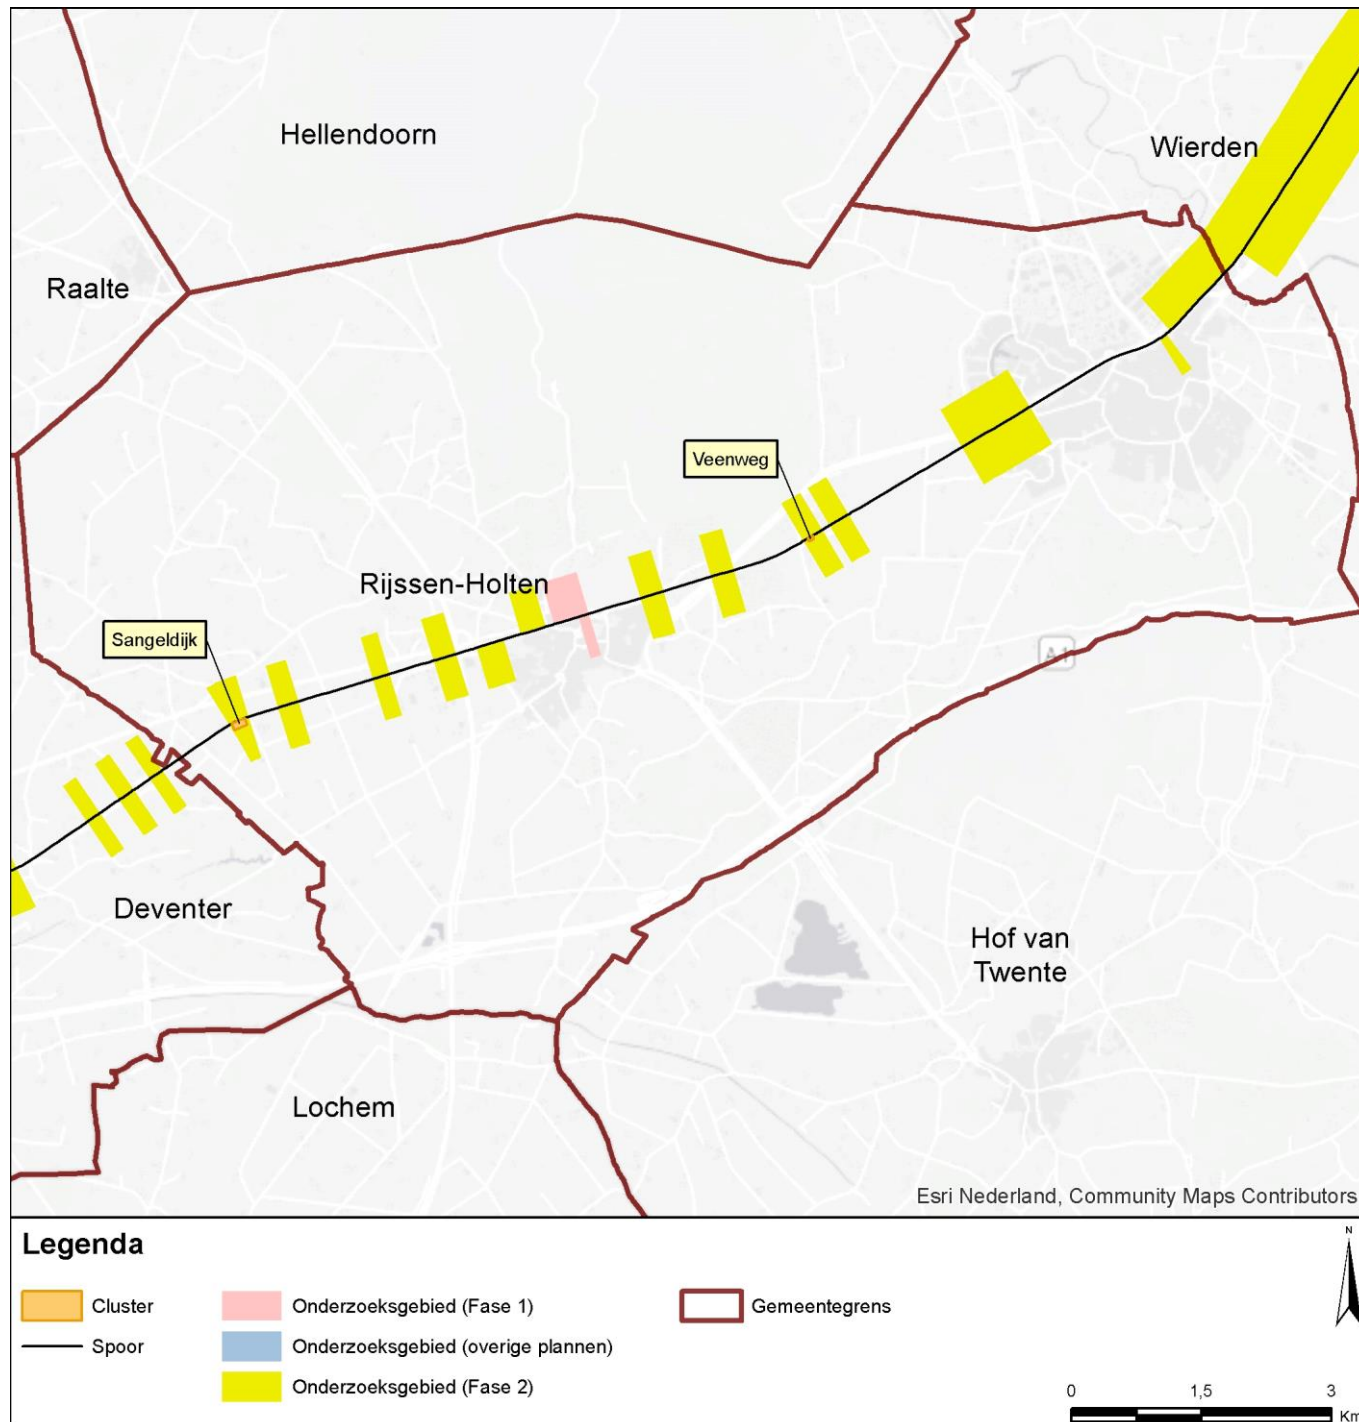 Hellendoorn
Wierden
Raalte
Veenweg
Rijssen-Holten
Sangeldijk
A1
Deventer
Hof van
Twente
Lochem
Esri Nederland, Community Maps Contributors
Legenda
N
Cluster
Onderzoeksgebied (Fase 1)
Gemeentegrens
Spoor
Onderzoeksgebied (overige plannen)
Onderzoeksgebied (Fase 2)
0 1,5 3
Km